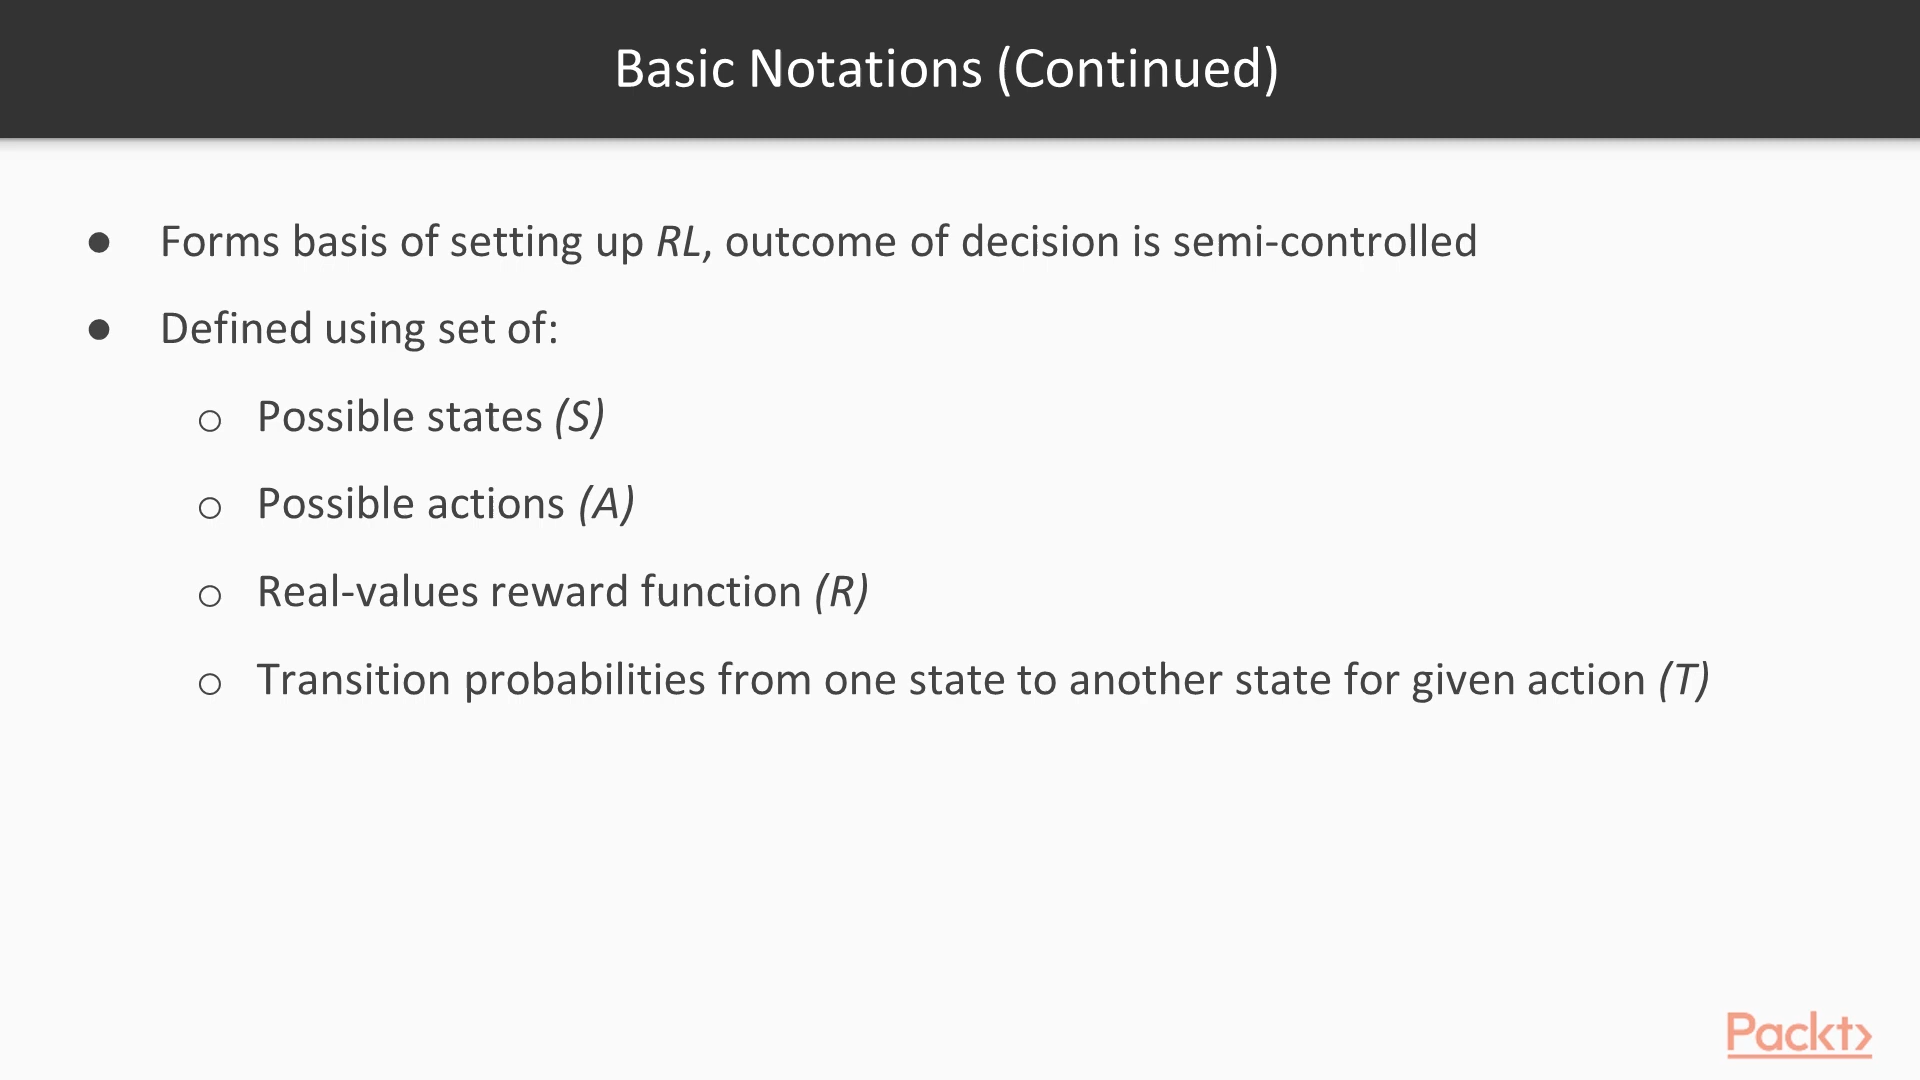 Basic Notations (Continued)
● Forms basis of setting up RL, outcome of decision is semi-controlled
● Defined using set of:
○ Possible states (S)
○ Possible actions (A)
○ Real-values reward function (R)
○ Transition probabilities from one state to another state for given action (T)
Packt>